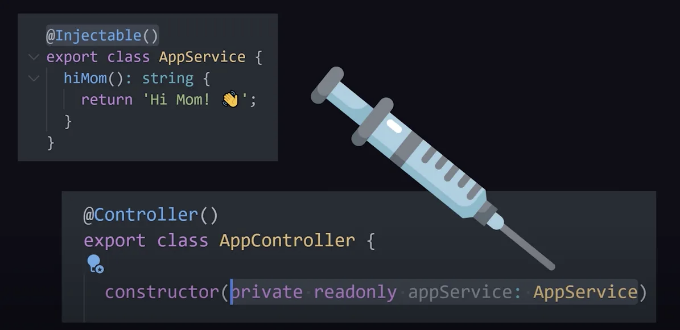 @Injectable()
export class AppService {
hiMom(): string {
return 'Hi Mom! 👋';
}
}
@Controller()
export class AppController {
constructor(private readonly appService: AppService)